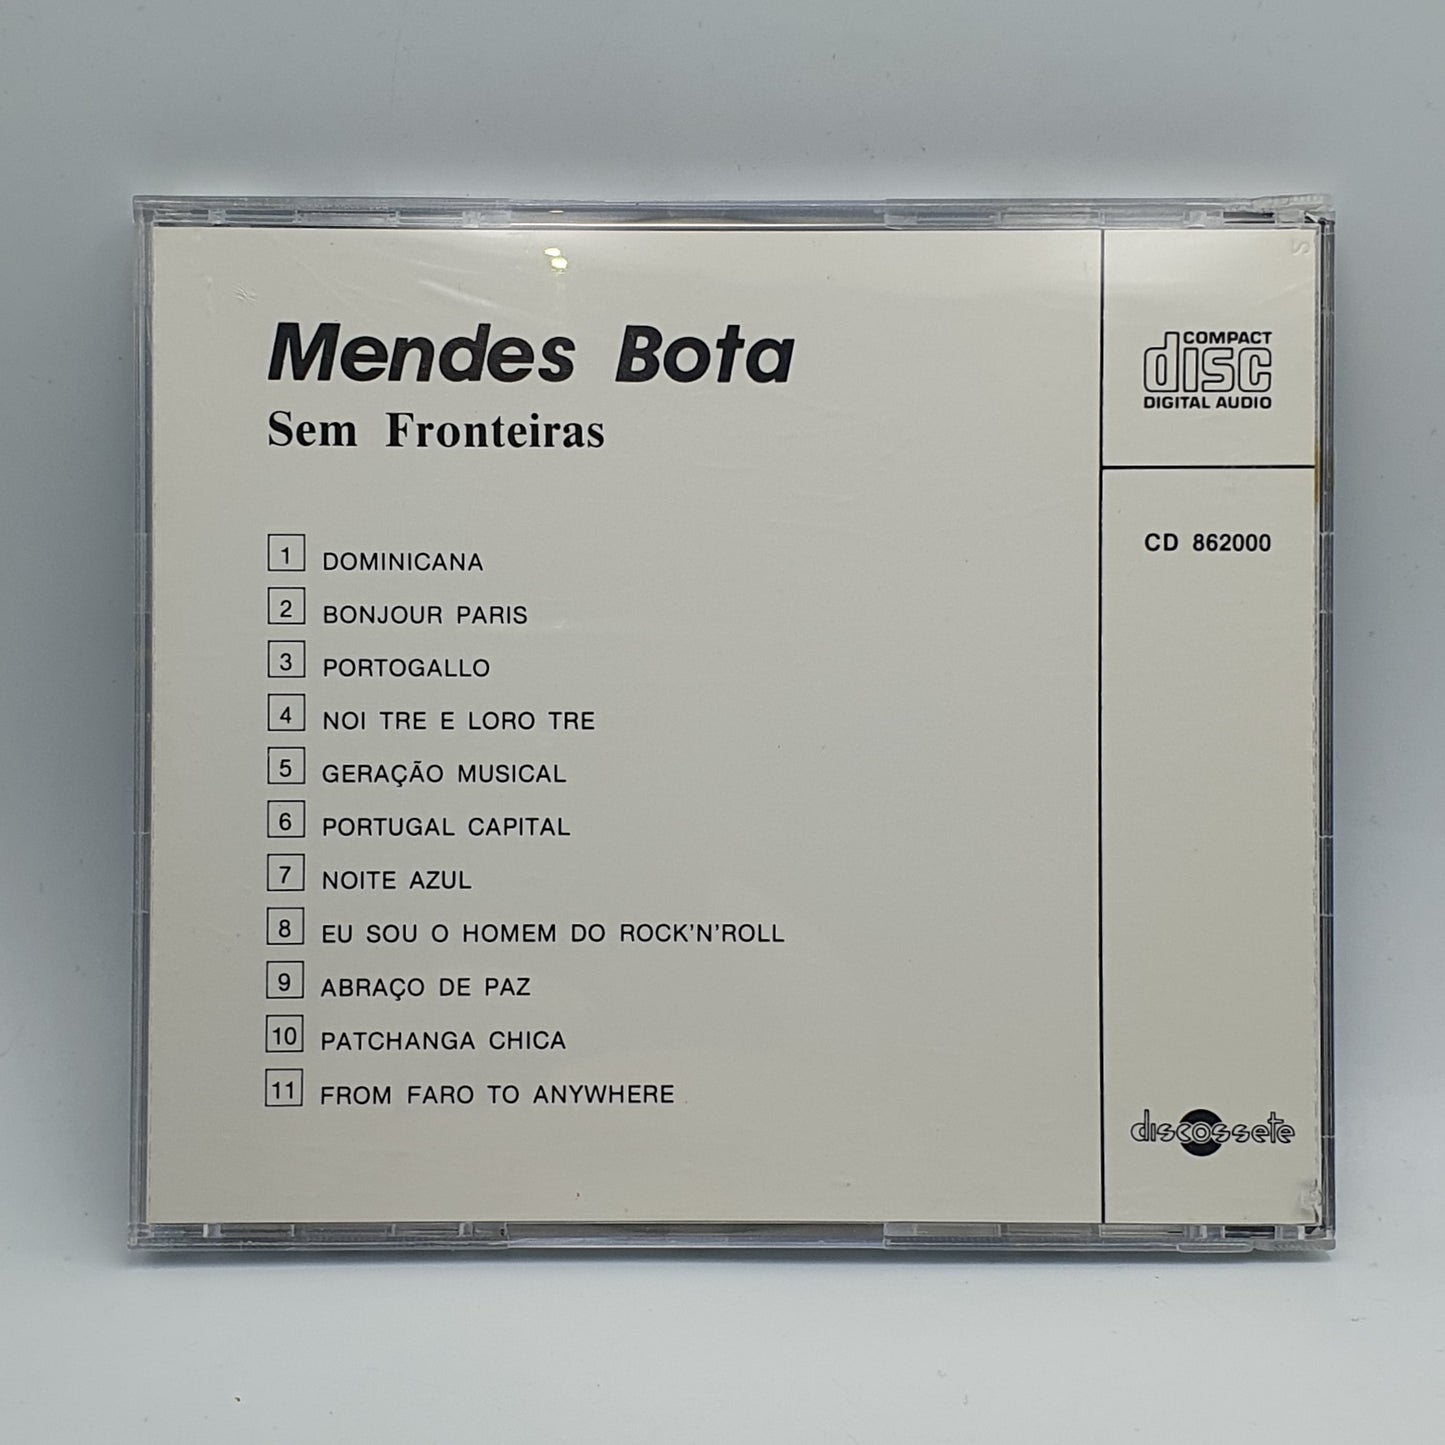 Mendes Bota
Sem Fronteiras
1 DOMINICANA
2 BONJOUR PARIS
3 PORTOGALLO
4 NOI TRE E LORO TRE
5 GERAÇÃO MUSICAL
6 PORTUGAL CAPITAL
7 NOITE AZUL
8 EU SOU O HOMEM DO ROCK'N'ROLL
9 ABRAÇO DE PAZ
10 PATCHANGA CHICA
11 FROM FARO TO ANYWHERE
COMPACT
disc
DIGITAL AUDIO
CD 862000
discossete